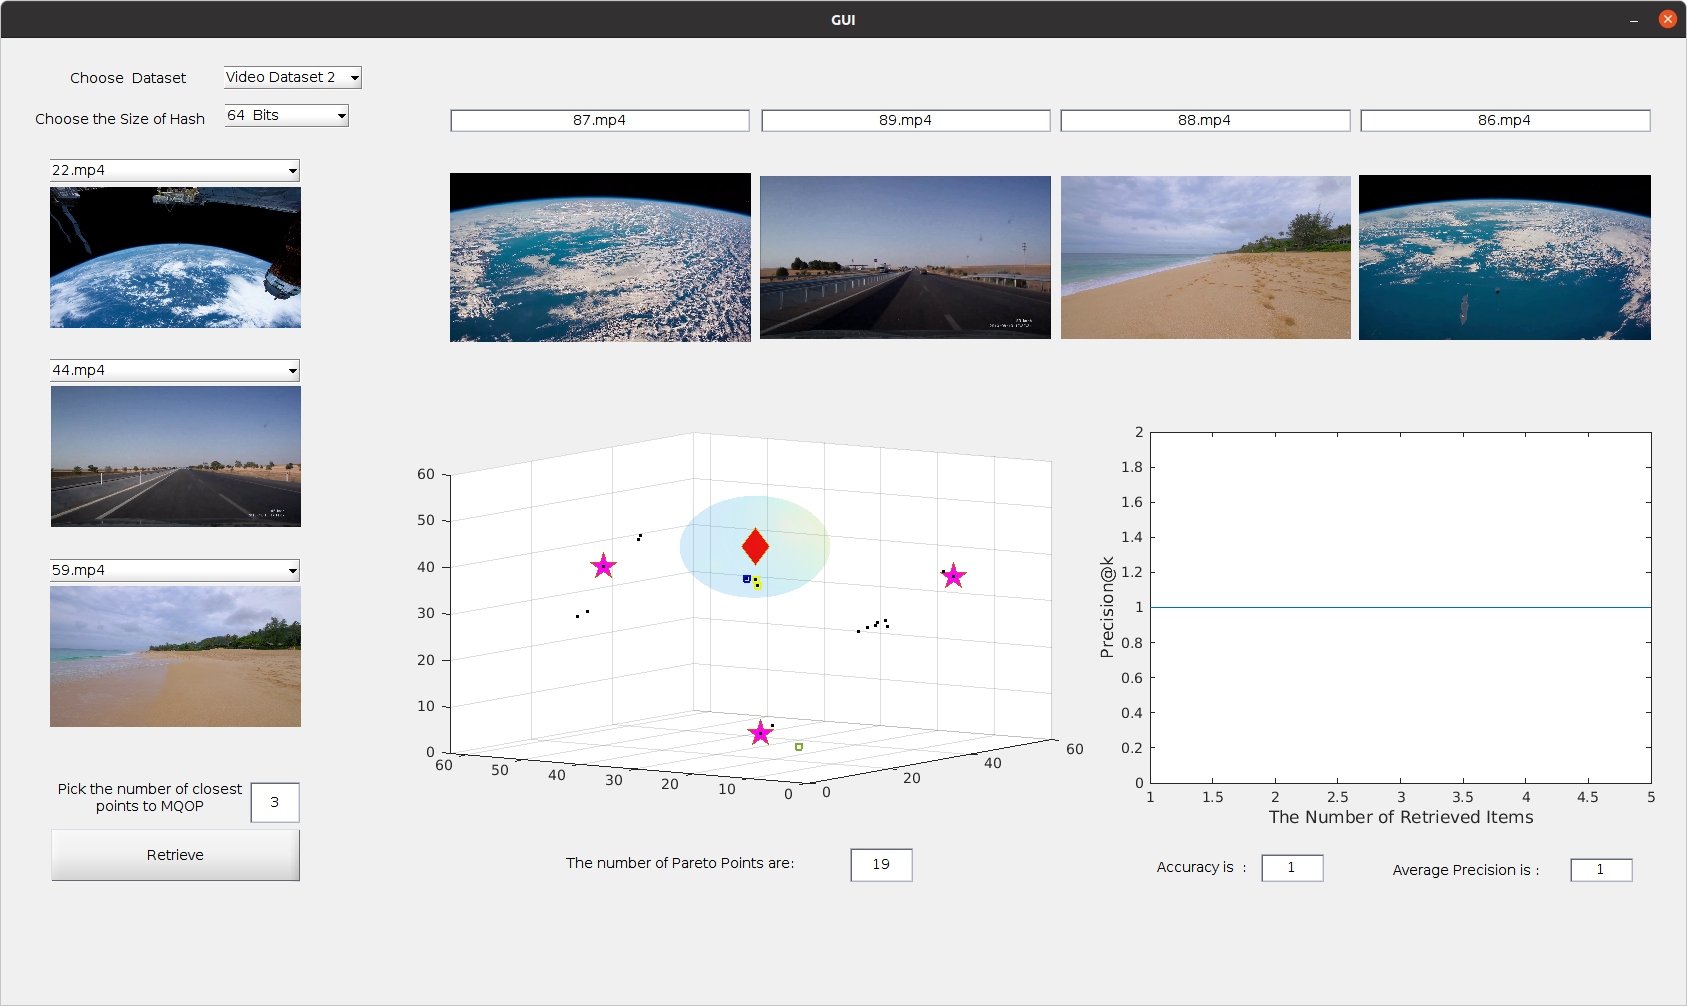 GUI
Choose  Dataset
Video Dataset 2
Choose the Size of Hash
64  Bits
87.mp4
89.mp4
88.mp4
86.mp4
22.mp4
44.mp4
59.mp4
Pick the number of closest
points to MQOP
3
Retrieve
60
50
40
30
20
10
0
60
50
40
30
20
10
0
0
20
40
60
The number of Pareto Points are:
19
2
1.8
1.6
1.4
1.2
1
0.8
0.6
0.4
0.2
0
Precision@k
1
1.5
2
2.5
3
3.5
4
4.5
5
The Number of Retrieved Items
Accuracy is  :
1
Average Precision is :
1